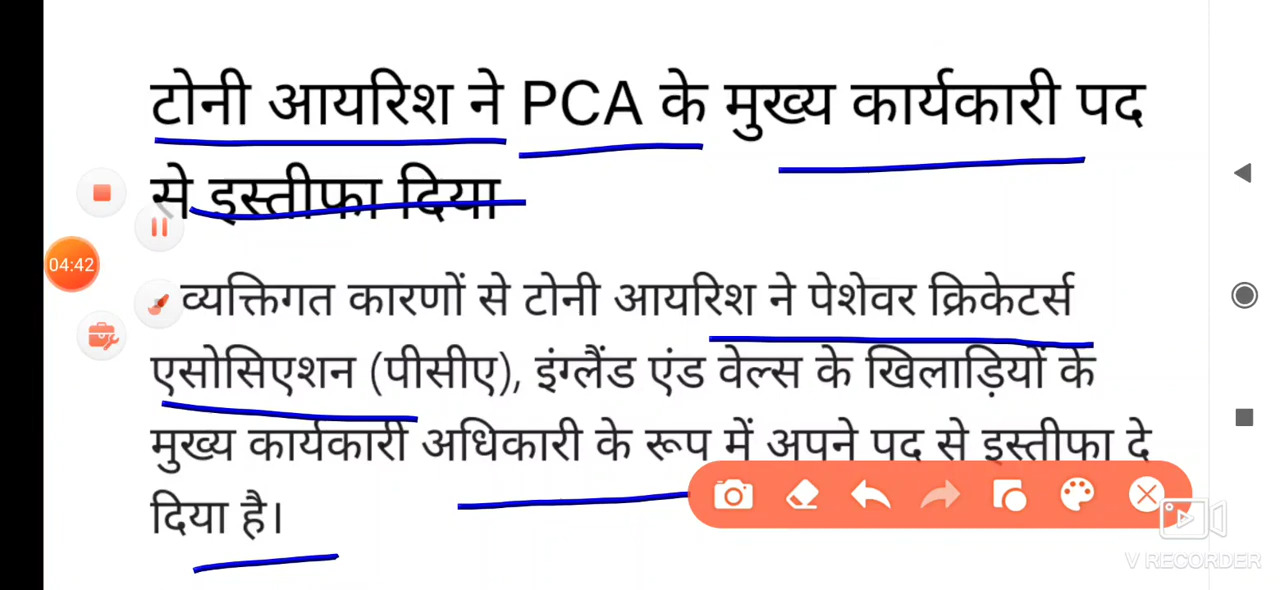 टोनी आयरिश ने PCA के मुख्य कार्यकारी पद
से इस्तीफा दिया
04:42
व्यक्तिगत कारणों से टोनी आयरिश ने पेशेवर क्रिकेटर्स
एसोसिएशन (पीसीए), इंग्लैंड एंड वेल्स के खिलाड़ियों के
मुख्य कार्यकारी अधिकारी के रूप में अपने पद से इस्तीफा दे
दिया है।
V RECORDER